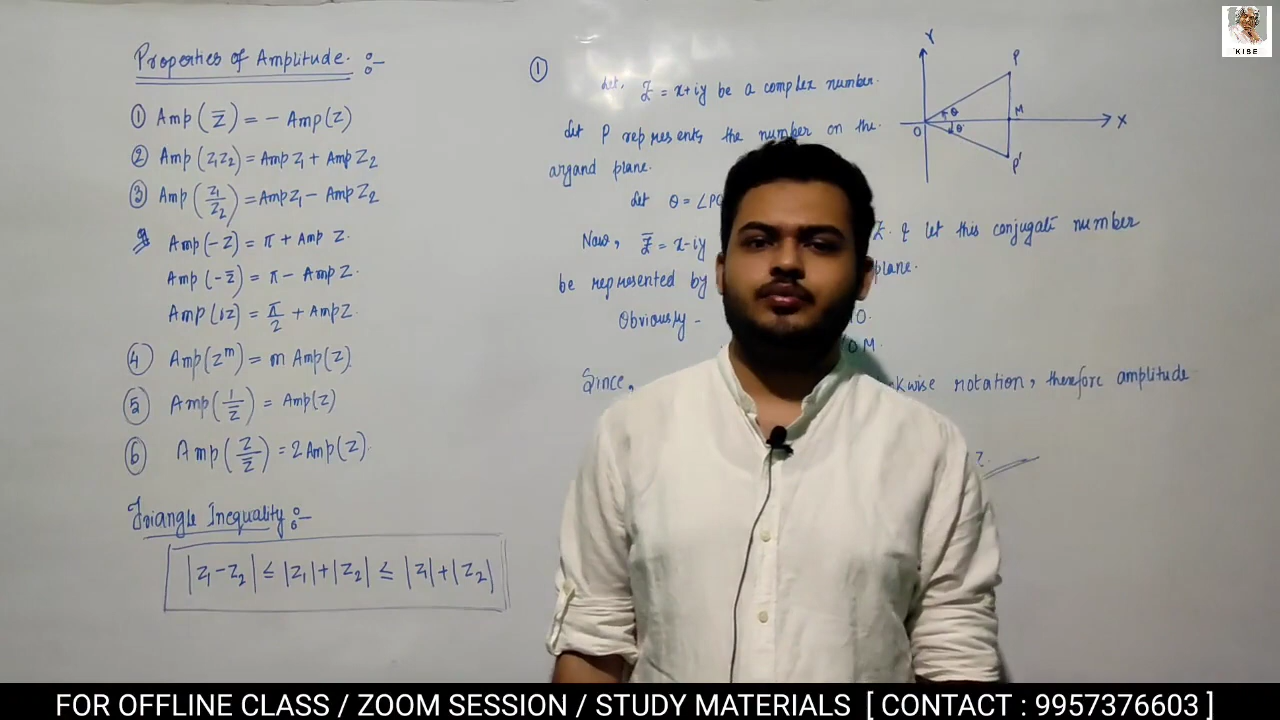 Properties of Amplitude :-
① Amp(z̅) = - Amp(z)
② Amp(z₁z₂) = Amp z₁ + Amp z₂
③ Amp(z₁/z₂) = Amp z₁ - Amp z₂
Amp(-z) = π + Amp z.
Amp(-z̅) = π - Amp z.
Amp(iz) = π/2 + Amp z.
④ Amp(zᵐ) = m Amp(z).
⑤ Amp(1/z̅) = Amp(z)
⑥ Amp(z/z̅) = 2 Amp(z).
Triangle Inequality :-
|z₁-z₂| ≤ |z₁|+|z₂| ≤ |z₁|+|z₂|
①
Let, z = x+iy be a complex number.
Let P represents the number on the
argand plane.
Let θ = ∠PO
Now, z̅ = x-iy z. & let this conjugate number
be represented by plane.
Obviously - 10.
OM.
Since, kwise rotation, therefore amplitude
z.
Y
P
θ
M
O
X
θ
P'
KISE
FOR OFFLINE CLASS / ZOOM SESSION / STUDY MATERIALS [ CONTACT : 9957376603 ]